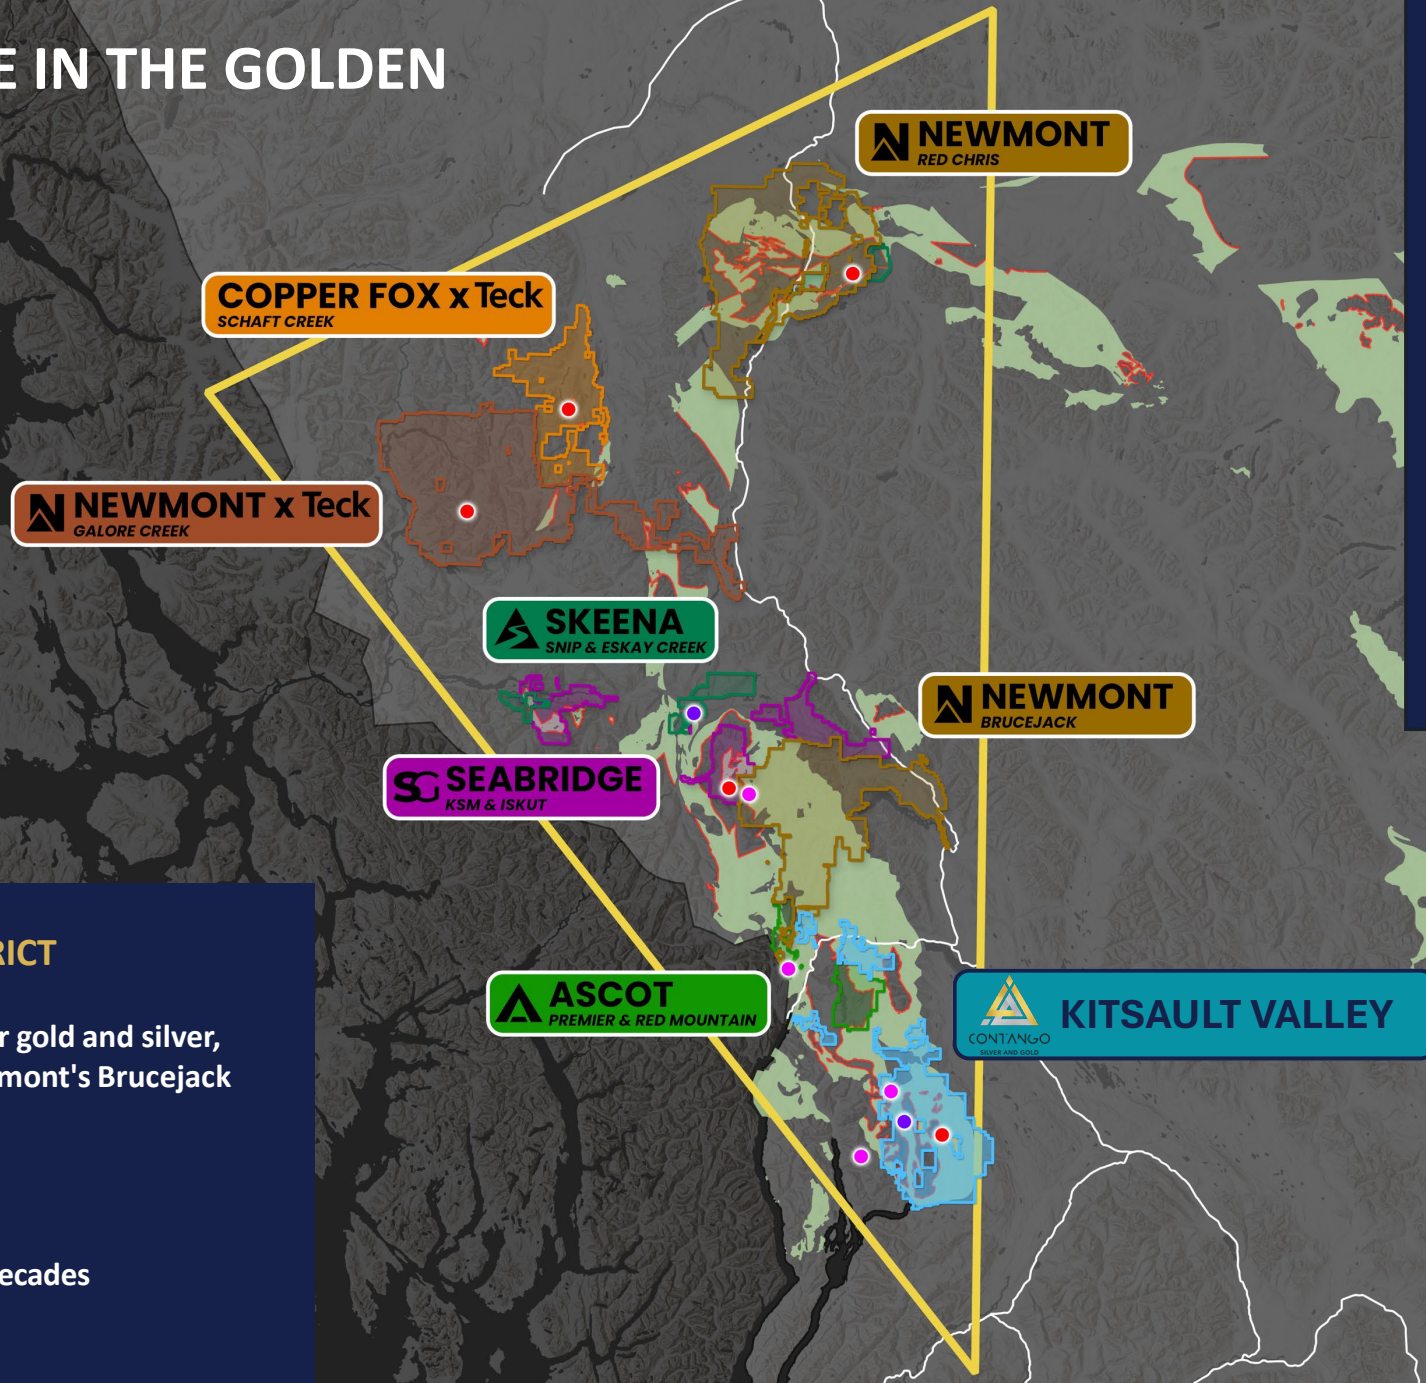 E IN THE GOLDEN
NEWMONT
RED CHRIS
COPPER FOX x Teck
SCHAFT CREEK
NEWMONT x Teck
GALORE CREEK
SKEENA
SNIP & ESKAY CREEK
NEWMONT
BRUCEJACK
SEABRIDGE
KSM & ISKUT
RICT
r gold and silver,
mont's Brucejack
ecades
ASCOT
PREMIER & RED MOUNTAIN
CONTANGO
SILVER AND GOLD
KITSAULT VALLEY